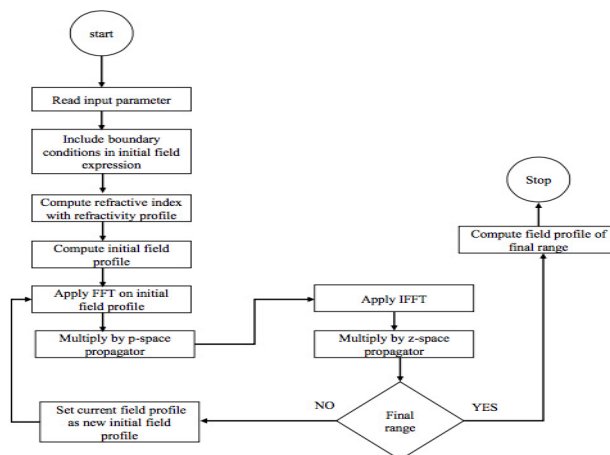 start
Read input parameter
Include boundary
conditions in initial field
expression
Compute refractive index
with refractivity profile
Compute initial field
profile
Apply FFT on initial
field profile
Multiply by p-space
propagator
Apply IFFT
Multiply by z-space
propagator
Final
range
NO
YES
Set current field profile
as new initial field
profile
Compute field profile of
final range
Stop